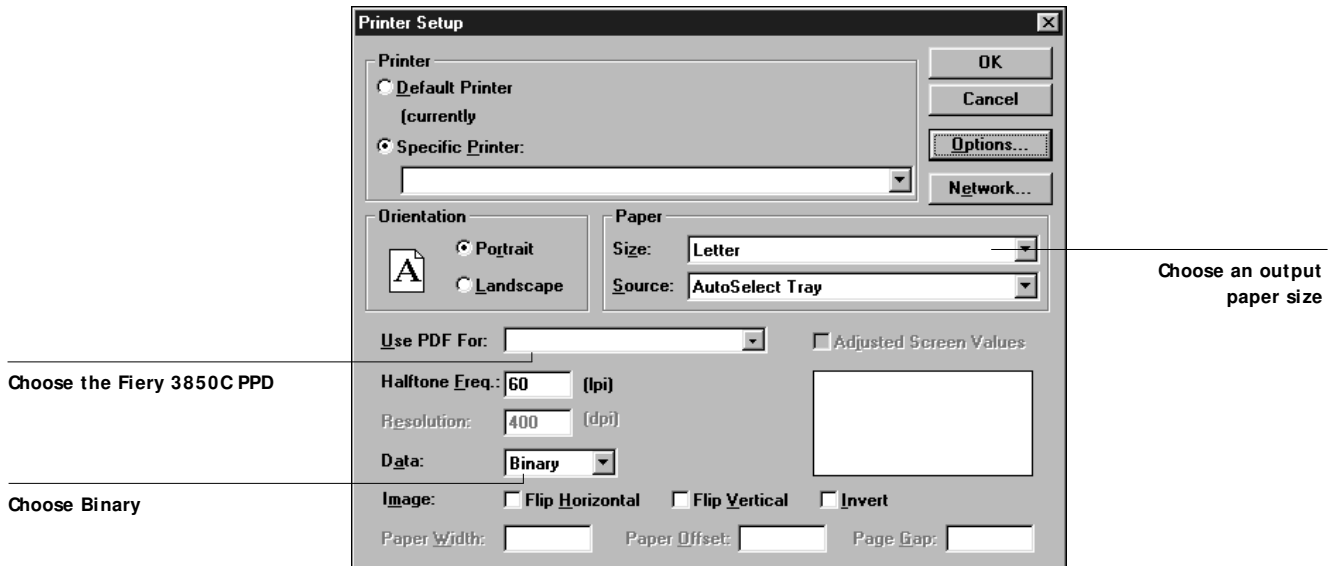 Printer Setup
Printer
OK
Default Printer
Cancel
(currently
Specific Printer:
Options...
Network...
Orientation
Paper
Portrait
Size: Letter
A
Landscape
Source: AutoSelect Tray
Choose an output
paper size
Use PDF For:
Adjusted Screen Values
Choose the Fiery 3850C PPD
Halftone Freq.: 60 (lpi)
Resolution: 400 (dpi)
Data: Binary
Choose Binary
Image: Flip Horizontal Flip Vertical Invert
Paper Width: Paper Offset: Page Gap: